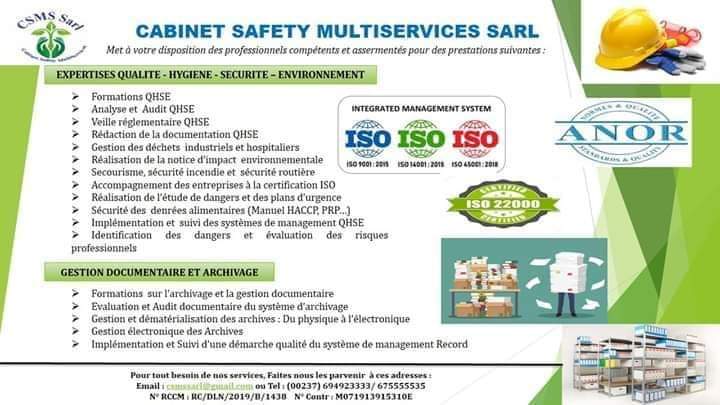 CSMS Sarl
Cabinet Safety Multiservices
CABINET SAFETY MULTISERVICES SARL
Met à votre disposition des professionnels compétents et assermentés pour des prestations suivantes :
EXPERTISES QUALITE - HYGIENE - SECURITE – ENVIRONNEMENT
➢ Formations QHSE
➢ Analyse et Audit QHSE
➢ Veille réglementaire QHSE
➢ Rédaction de la documentation QHSE
➢ Gestion des déchets industriels et hospitaliers
➢ Réalisation de la notice d'impact environnementale
➢ Secourisme, sécurité incendie et sécurité routière
➢ Accompagnement des entreprises à la certification ISO
➢ Réalisation de l'étude de dangers et des plans d'urgence
➢ Sécurité des denrées alimentaires (Manuel HACCP, PRP...)
➢ Implémentation et suivi des systèmes de management QHSE
➢ Identification des dangers et évaluation des risques
professionnels
INTEGRATED MANAGEMENT SYSTEM
ISO ISO ISO
ISO 9001 : 2015 ISO 14001 : 2015 ISO 45001 : 2018
NORMES & QUALITÉ
ANOR
STANDARDS & QUALITY
CERTIFIED
ISO 22000
CERTIFIED
GESTION DOCUMENTAIRE ET ARCHIVAGE
➢ Formations sur l'archivage et la gestion documentaire
➢ Evaluation et Audit documentaire du système d'archivage
➢ Gestion et dématérialisation des archives : Du physique à l'électronique
➢ Gestion électronique des Archives
➢ Implémentation et Suivi d'une démarche qualité du système de management Record
Pour tout besoin de nos services, Faites nous les parvenir à ces adresses :
Email : csmssarl@gmail.com ou Tel : (00237) 694923333/ 675555535
N° RCCM : RC/DLN/2019/B/1438 N° Contr : M071913915310E